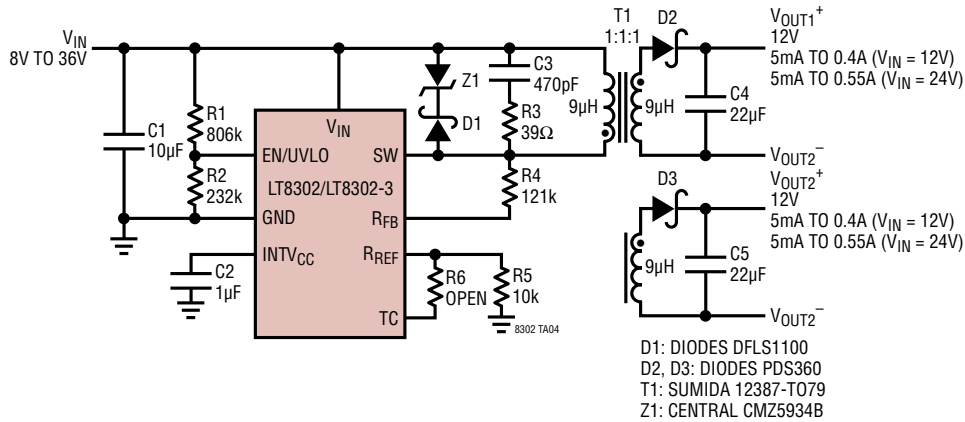 VIN
8V TO 36V
C1
10µF
R1
806k
R2
232k
VIN
EN/UVLO
SW
LT8302/LT8302-3
GND
RFB
INTVCC
RREF
TC
C2
1µF
Z1
D1
C3
470pF
R3
39Ω
R4
121k
R6
OPEN
R5
10k
8302 TA04
T1
1:1:1
9µH
9µH
D2
C4
22µF
VOUT1+
12V
5mA TO 0.4A (VIN = 12V)
5mA TO 0.55A (VIN = 24V)
VOUT2–
D3
9µH
C5
22µF
VOUT2+
12V
5mA TO 0.4A (VIN = 12V)
5mA TO 0.55A (VIN = 24V)
VOUT2–
D1: DIODES DFLS1100
D2, D3: DIODES PDS360
T1: SUMIDA 12387-TO79
Z1: CENTRAL CMZ5934B